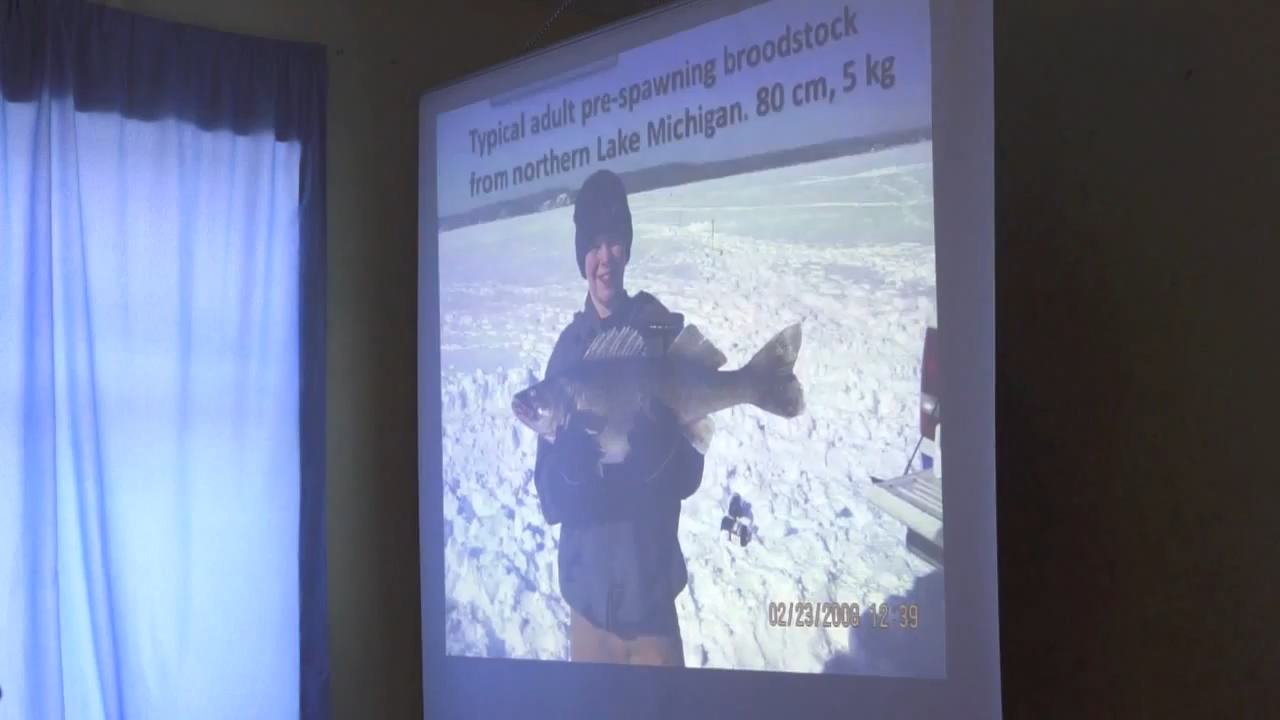 Typical adult pre-spawning broodstock
from northern Lake Michigan. 80 cm, 5 kg
02/23/2008 12 39